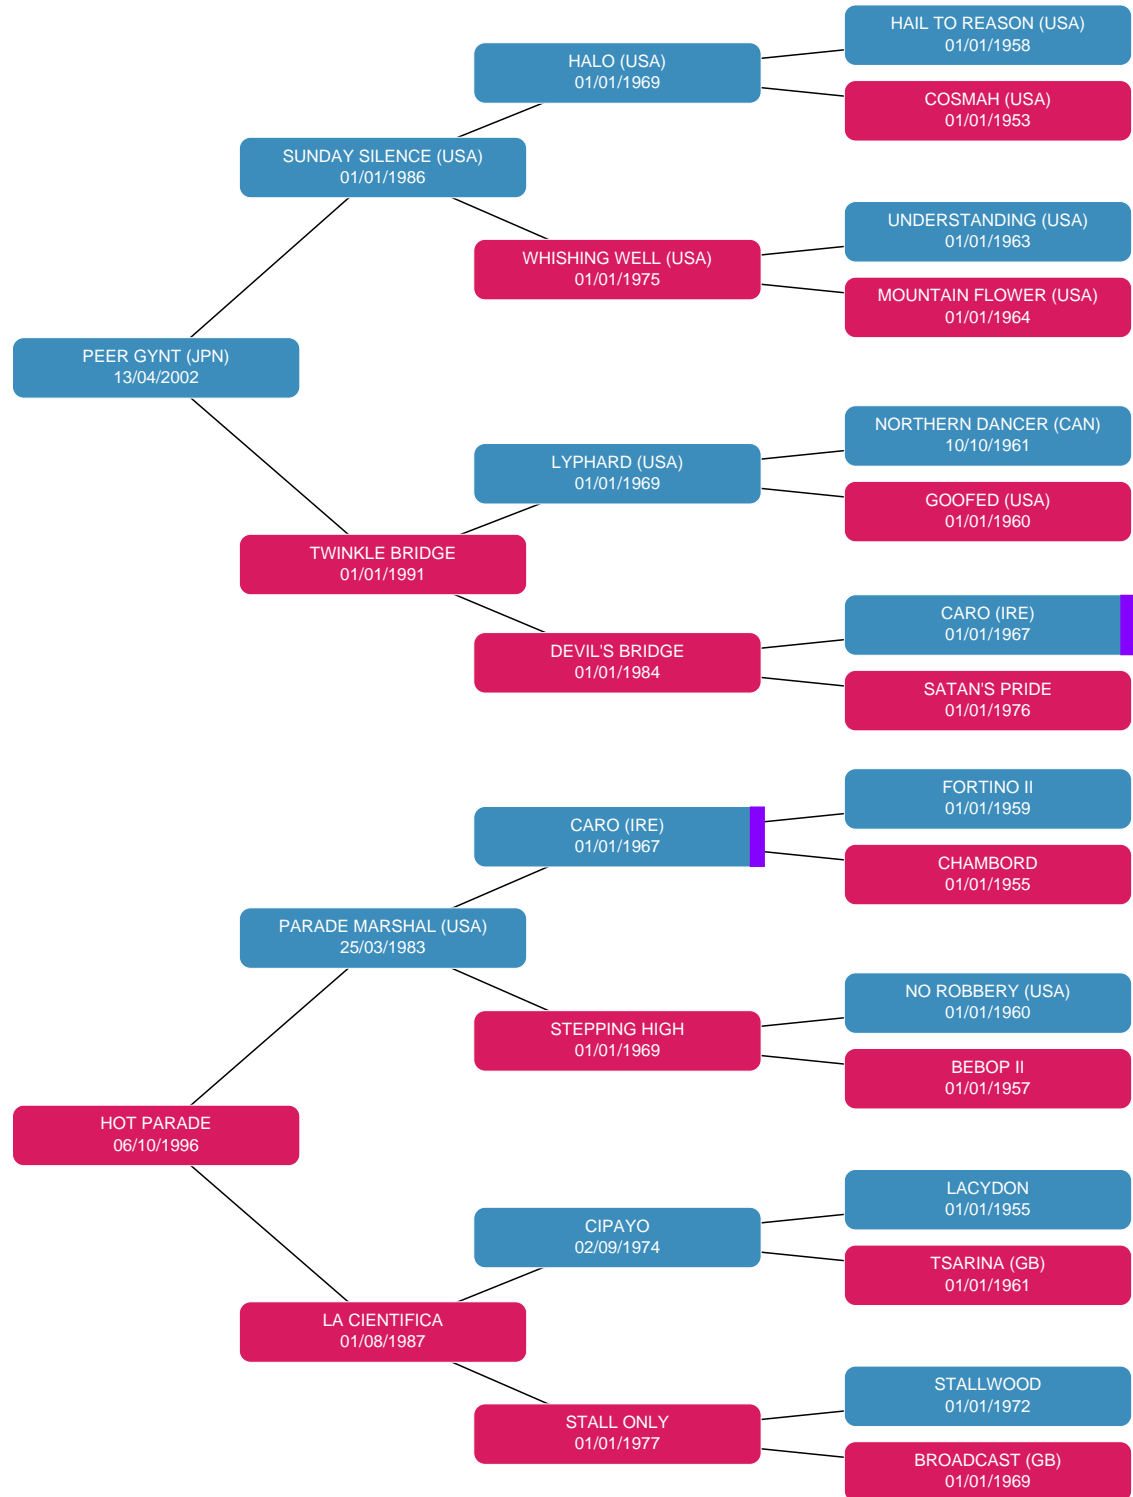 HAIL TO REASON (USA)
01/01/1958
HALO (USA)
01/01/1969
COSMAH (USA)
01/01/1953
SUNDAY SILENCE (USA)
01/01/1986
UNDERSTANDING (USA)
01/01/1963
WHISHING WELL (USA)
01/01/1975
MOUNTAIN FLOWER (USA)
01/01/1964
PEER GYNT (JPN)
13/04/2002
NORTHERN DANCER (CAN)
10/10/1961
LYPHARD (USA)
01/01/1969
GOOFED (USA)
01/01/1960
TWINKLE BRIDGE
01/01/1991
CARO (IRE)
01/01/1967
DEVIL'S BRIDGE
01/01/1984
SATAN'S PRIDE
01/01/1976
FORTINO II
01/01/1959
CARO (IRE)
01/01/1967
CHAMBORD
01/01/1955
PARADE MARSHAL (USA)
25/03/1983
NO ROBBERY (USA)
01/01/1960
STEPPING HIGH
01/01/1969
BEBOP II
01/01/1957
HOT PARADE
06/10/1996
LACYDON
01/01/1955
CIPAYO
02/09/1974
TSARINA (GB)
01/01/1961
LA CIENTIFICA
01/08/1987
STALLWOOD
01/01/1972
STALL ONLY
01/01/1977
BROADCAST (GB)
01/01/1969